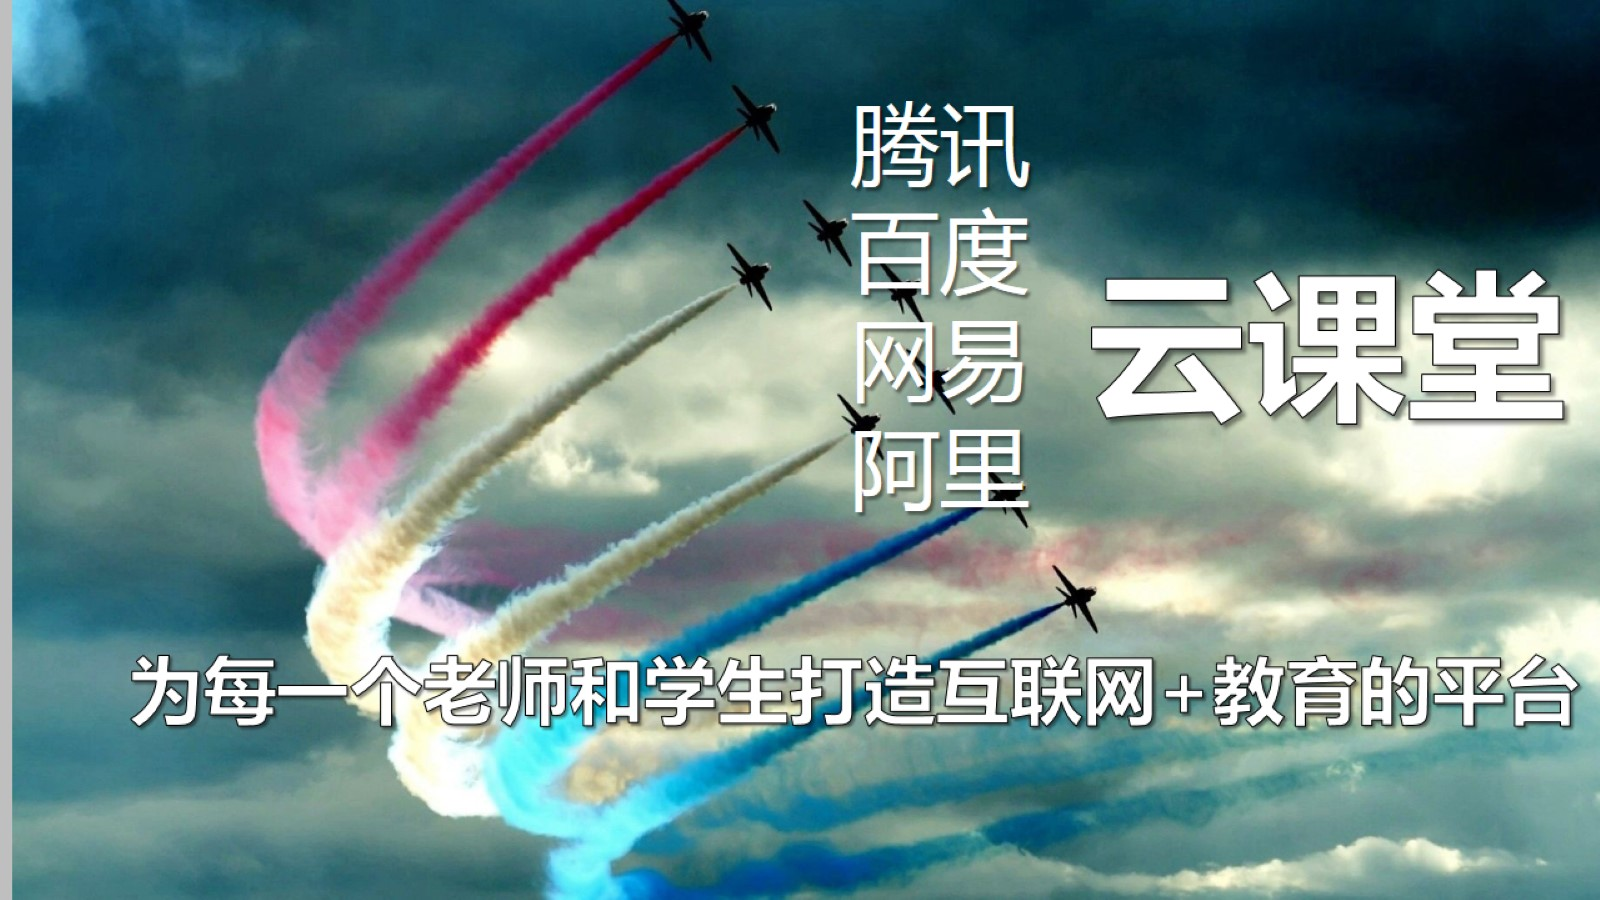 腾讯
百度
网易
阿里
云课堂
为每一个老师和学生打造互联网+教育的平台